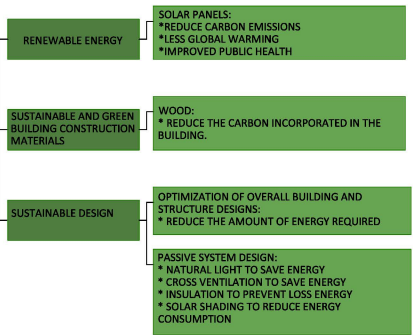 RENEWABLE ENERGY
SOLAR PANELS:
*REDUCE CARBON EMISSIONS
*LESS GLOBAL WARMING
*IMPROVED PUBLIC HEALTH
SUSTAINABLE AND GREEN
BUILDING CONSTRUCTION
MATERIALS
WOOD:
* REDUCE THE CARBON INCORPORATED IN THE
BUILDING.
SUSTAINABLE DESIGN
OPTIMIZATION OF OVERALL BUILDING AND
STRUCTURE DESIGNS:
* REDUCE THE AMOUNT OF ENERGY REQUIRED
PASSIVE SYSTEM DESIGN:
* NATURAL LIGHT TO SAVE ENERGY
* CROSS VENTILATION TO SAVE ENERGY
* INSULATION TO PREVENT LOSS ENERGY
* SOLAR SHADING TO REDUCE ENERGY
CONSUMPTION